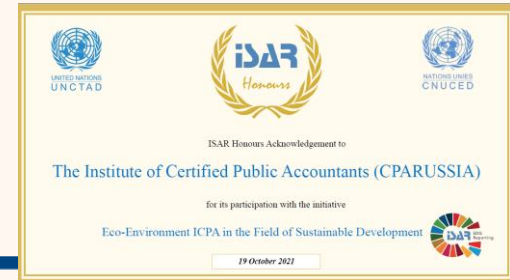 UNITED NATIONS
UNCTAD
iSAR
Honours
NATIONS UNIES
CNUCED
ISAR Honours Acknowledgement to
The Institute of Certified Public Accountants (CPARUSSIA)
for its participation with the initiative
Eco-Environment ICPA in the Field of Sustainable Development
iSAR
Reporting
19 October 2021